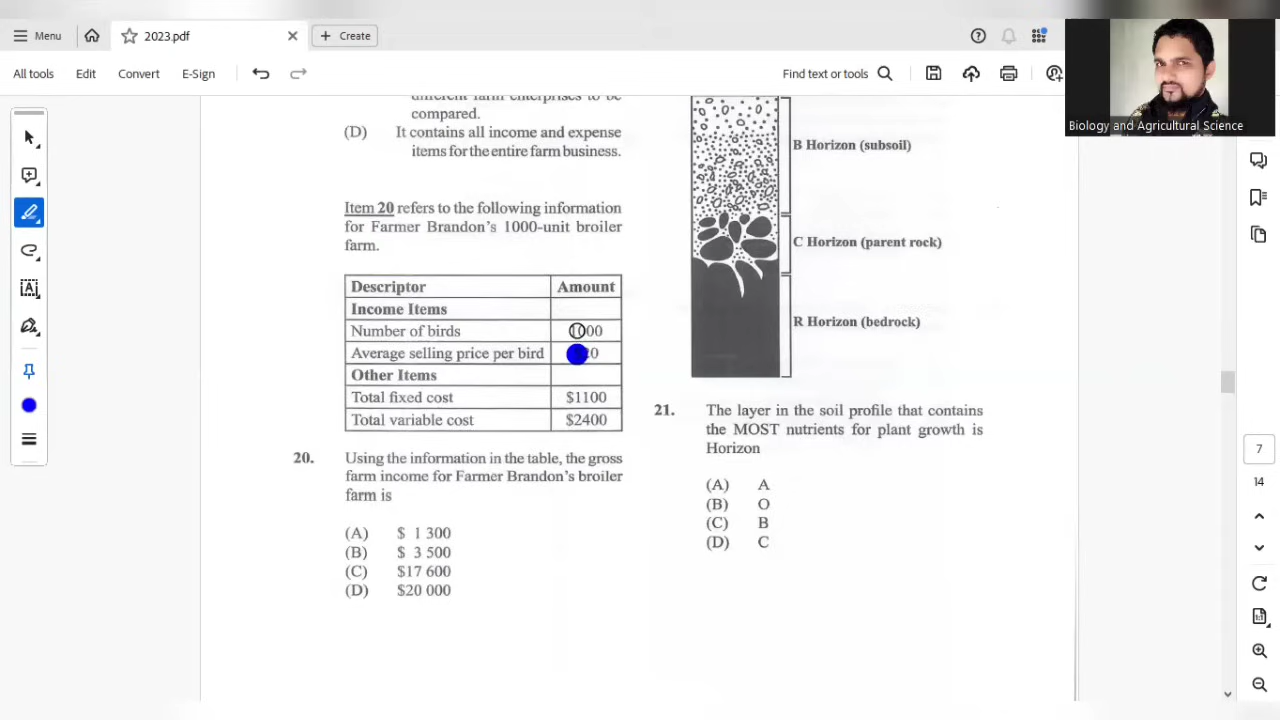 Menu
2023.pdf
Create
All tools
Edit
Convert
E-Sign
Find text or tools
Biology and Agricultural Science
different farm enterprises to be
compared.
(D) It contains all income and expense
items for the entire farm business.
Item 20 refers to the following information
for Farmer Brandon's 1000-unit broiler
farm.
Descriptor Amount
Income Items
Number of birds 1000
Average selling price per bird
Other Items
Total fixed cost $1100
Total variable cost $2400
20. Using the information in the table, the gross
farm income for Farmer Brandon's broiler
farm is
(A) $ 1 300
(B) $ 3 500
(C) $17 600
(D) $20 000
B Horizon (subsoil)
C Horizon (parent rock)
R Horizon (bedrock)
21. The layer in the soil profile that contains
the MOST nutrients for plant growth is
Horizon
(A) A
(B) O
(C) B
(D) C
7
14